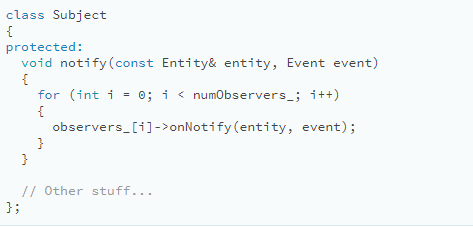 class Subject
{
protected:
  void notify(const Entity& entity, Event event)
  {
    for (int i = 0; i < numObservers_; i++)
    {
      observers_[i]->onNotify(entity, event);
    }
  }

  // Other stuff...
};